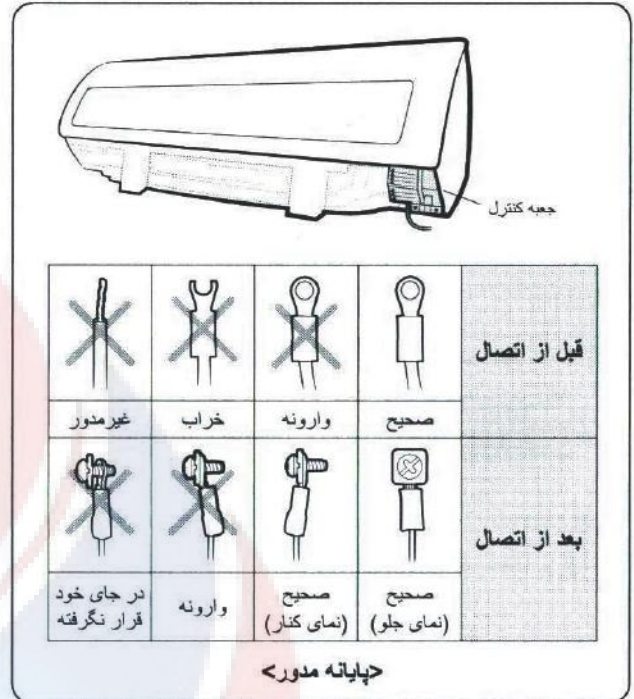 جعبه کنترل
قبل از اتصال
صحیح
وارونه
خراب
غیرمدور
بعد از اتصال
صحیح
(نمای جلو)
صحیح
(نمای کنار)
وارونه
در جای خود
قرار نگرفته
<پایانه مدور>